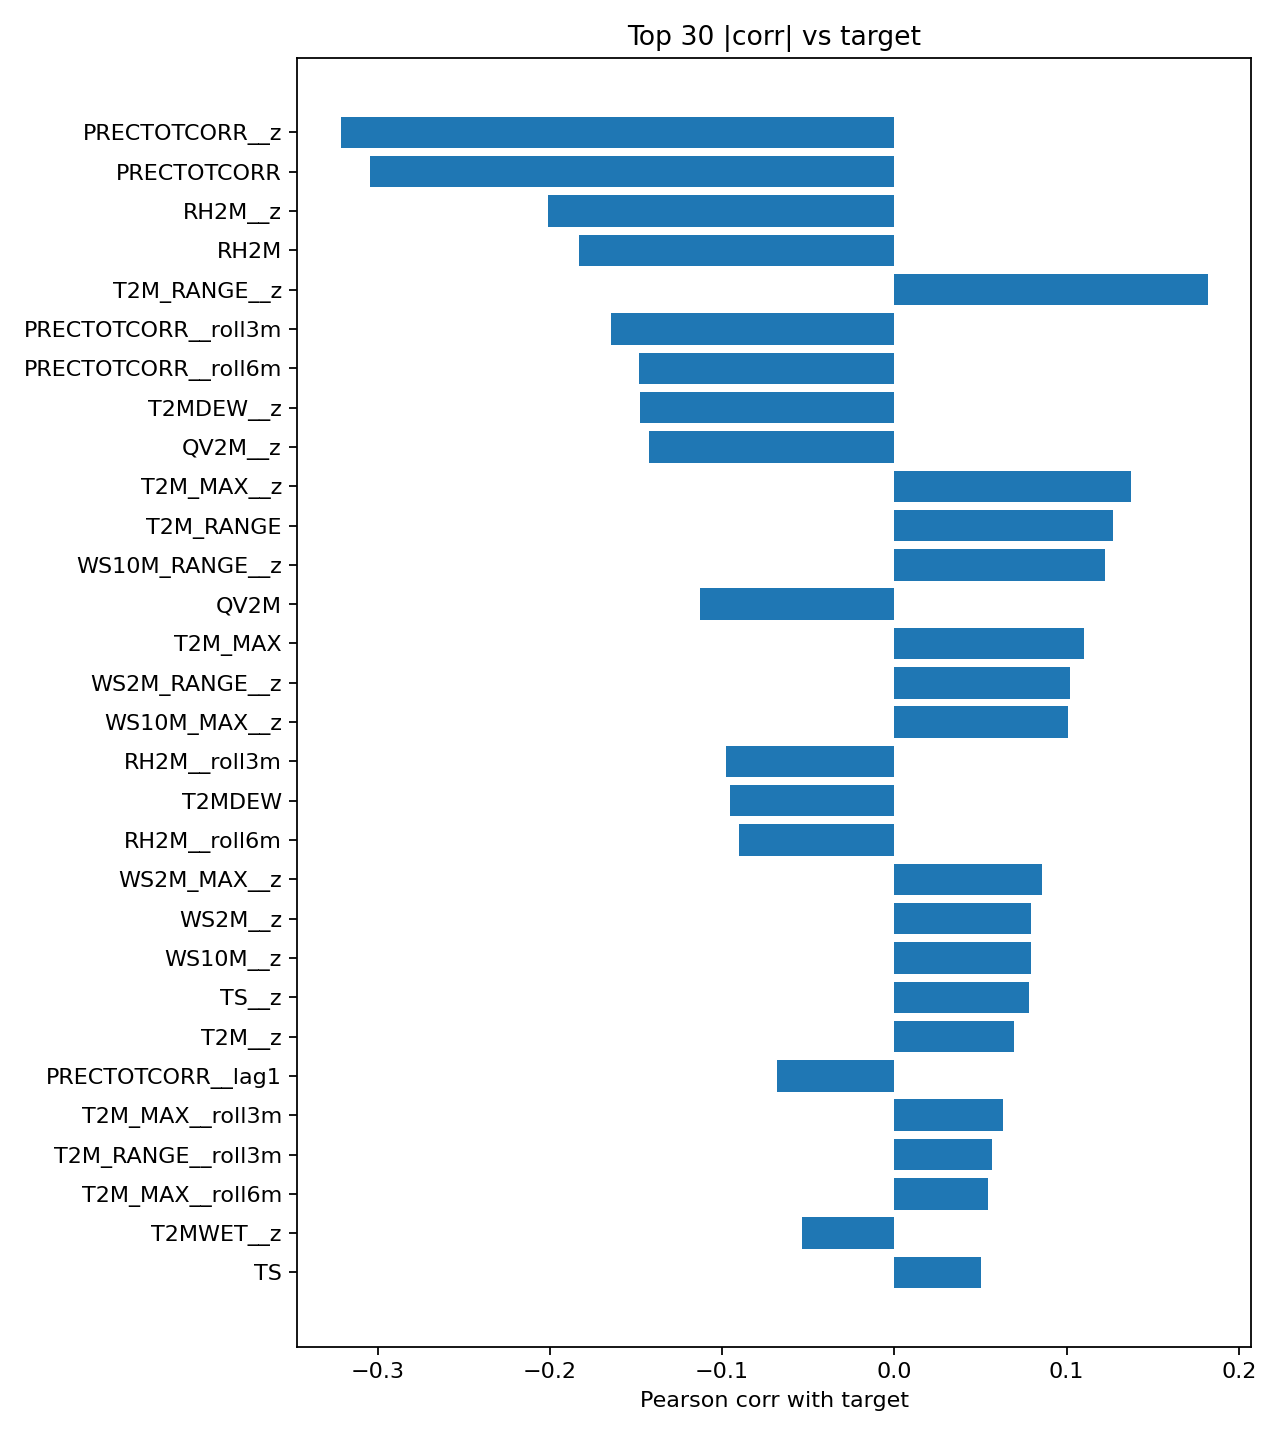 Top 30 |corr| vs target
PRECTOTCORR__z
PRECTOTCORR
RH2M__z
RH2M
T2M_RANGE__z
PRECTOTCORR__roll3m
PRECTOTCORR__roll6m
T2MDEW__z
QV2M__z
T2M_MAX__z
T2M_RANGE
WS10M_RANGE__z
QV2M
T2M_MAX
WS2M_RANGE__z
WS10M_MAX__z
RH2M__roll3m
T2MDEW
RH2M__roll6m
WS2M_MAX__z
WS2M__z
WS10M__z
TS__z
T2M__z
PRECTOTCORR__lag1
T2M_MAX__roll3m
T2M_RANGE__roll3m
T2M_MAX__roll6m
T2MWET__z
TS
−0.3 −0.2 −0.1 0.0 0.1 0.2
Pearson corr with target